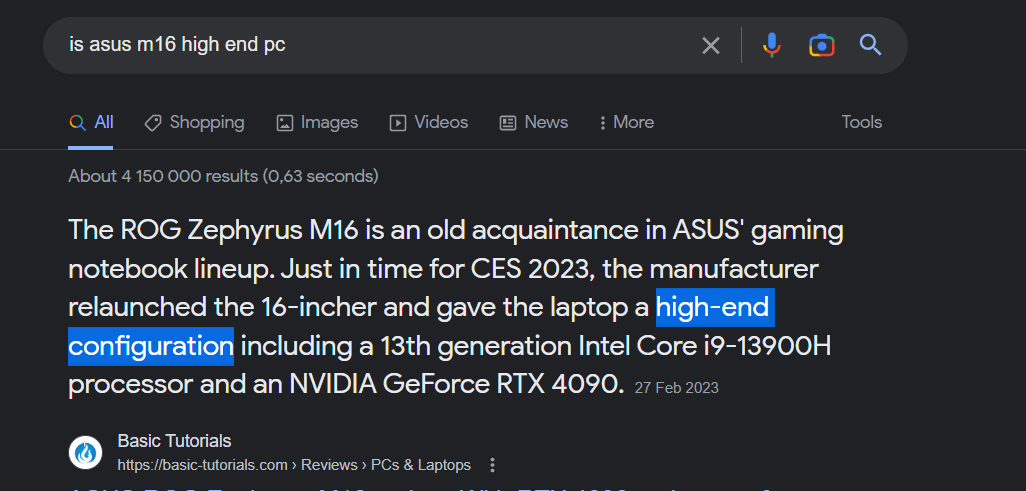 is asus m16 high end pc
All Shopping Images Videos News More Tools
About 4 150 000 results (0,63 seconds)
The ROG Zephyrus M16 is an old acquaintance in ASUS' gaming
notebook lineup. Just in time for CES 2023, the manufacturer
relaunched the 16-incher and gave the laptop a high-end
configuration including a 13th generation Intel Core i9-13900H
processor and an NVIDIA GeForce RTX 4090. 27 Feb 2023
Basic Tutorials
https://basic-tutorials.com › Reviews › PCs & Laptops